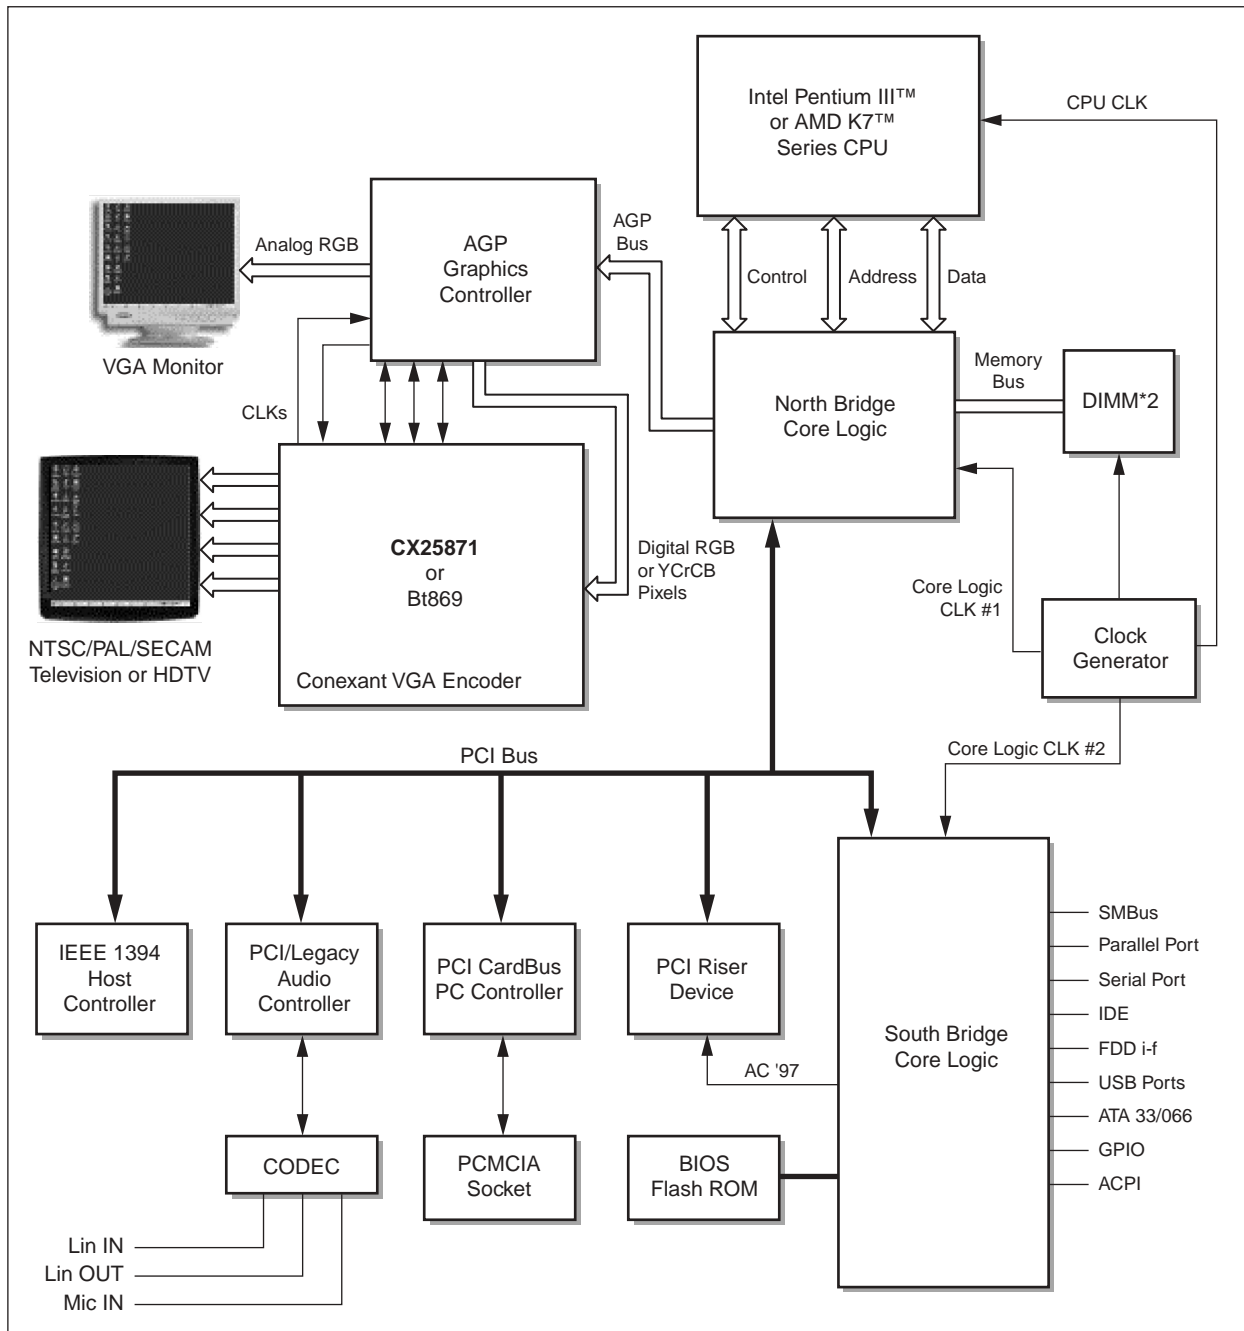 Intel Pentium III™
or AMD K7™
Series CPU
CPU CLK
AGP
Graphics
Controller
Analog RGB
AGP
Bus
Control
Address
Data
VGA Monitor
CLKs
North Bridge
Core Logic
Memory
Bus
DIMM*2
CX25871
or
Bt869
Conexant VGA Encoder
Digital RGB
or YCrCB
Pixels
Core Logic
CLK #1
Clock
Generator
NTSC/PAL/SECAM
Television or HDTV
PCI Bus
Core Logic CLK #2
IEEE 1394
Host
Controller
PCI/Legacy
Audio
Controller
PCI CardBus
PC Controller
PCI Riser
Device
South Bridge
Core Logic
SMBus
Parallel Port
Serial Port
IDE
FDD i-f
USB Ports
ATA 33/066
GPIO
ACPI
AC '97
CODEC
PCMCIA
Socket
BIOS
Flash ROM
Lin IN
Lin OUT
Mic IN